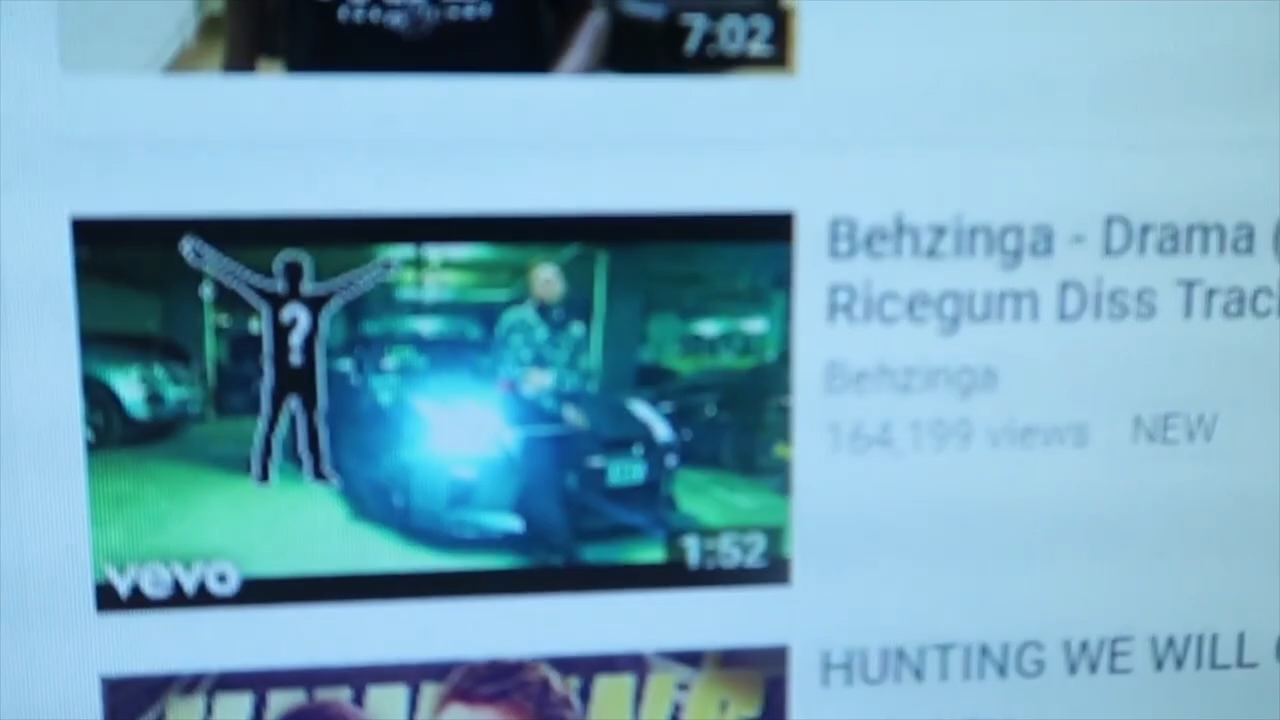 7:02
?
vevo
1:52
Behzinga - Drama
Ricegum Diss Trac
Behzinga
164,199 views NEW
HUNTING WE WILL